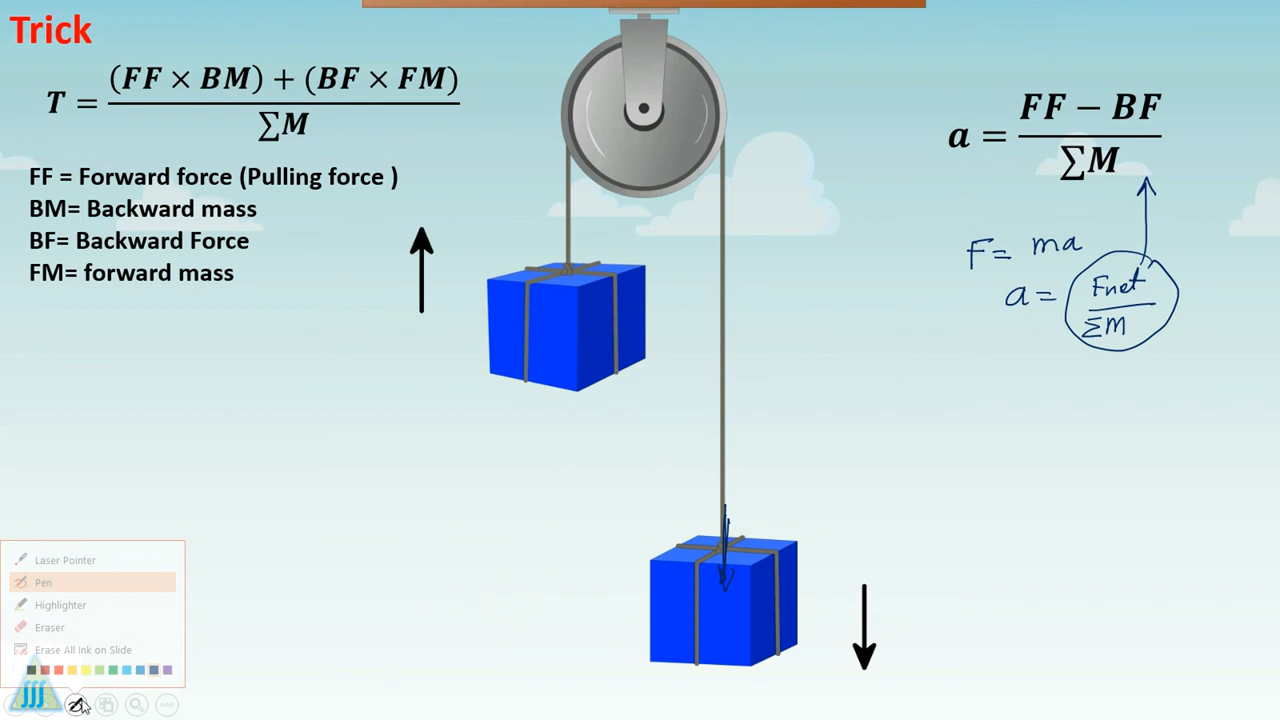 Trick
T = (FF × BM) + (BF × FM) / ∑M
FF = Forward force (Pulling force )
BM= Backward mass
BF= Backward Force
FM= forward mass
a = FF − BF / ∑M
F= ma
a = Fnet / ΣM
Laser Pointer
Pen
Highlighter
Eraser
Erase All Ink on Slide